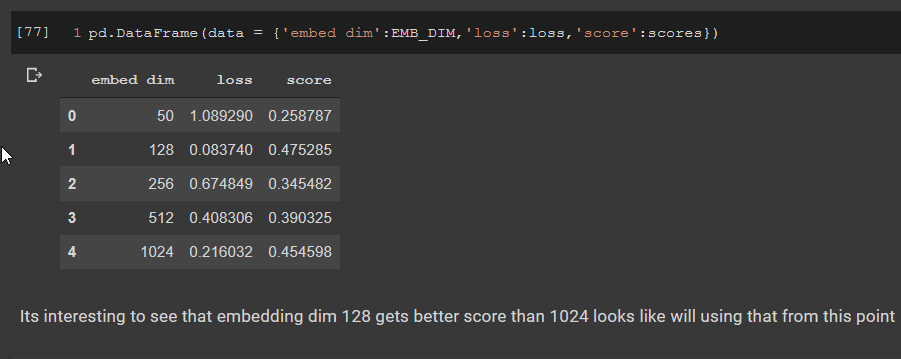 [77] 1 pd.DataFrame(data = {'embed dim':EMB_DIM,'loss':loss,'score':scores})
embed dim loss score
0 50 1.089290 0.258787
1 128 0.083740 0.475285
2 256 0.674849 0.345482
3 512 0.408306 0.390325
4 1024 0.216032 0.454598
Its interesting to see that embedding dim 128 gets better score than 1024 looks like will using that from this point